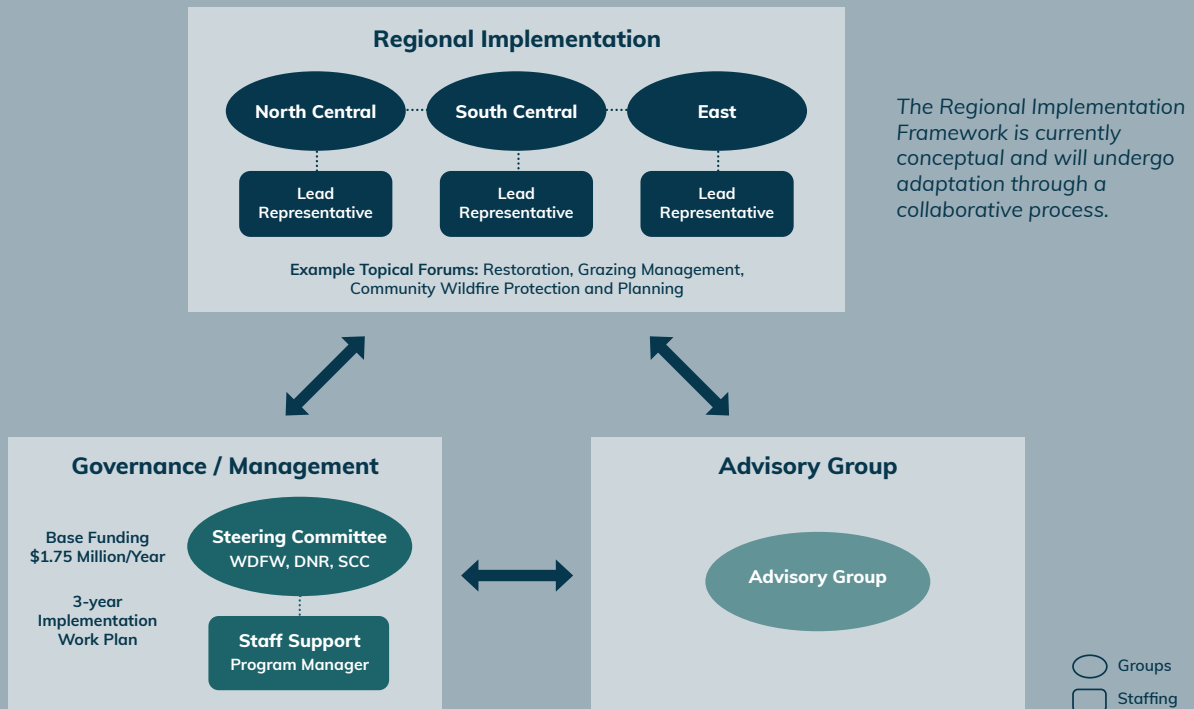 Regional Implementation
North Central
South Central
East
Lead
Representative
Lead
Representative
Lead
Representative
Example Topical Forums: Restoration, Grazing Management,
Community Wildfire Protection and Planning
The Regional Implementation
Framework is currently
conceptual and will undergo
adaptation through a
collaborative process.
Governance / Management
Base Funding
$1.75 Million/Year
3-year
Implementation
Work Plan
Steering Committee
WDFW, DNR, SCC
Staff Support
Program Manager
Advisory Group
Advisory Group
Groups
Staffing